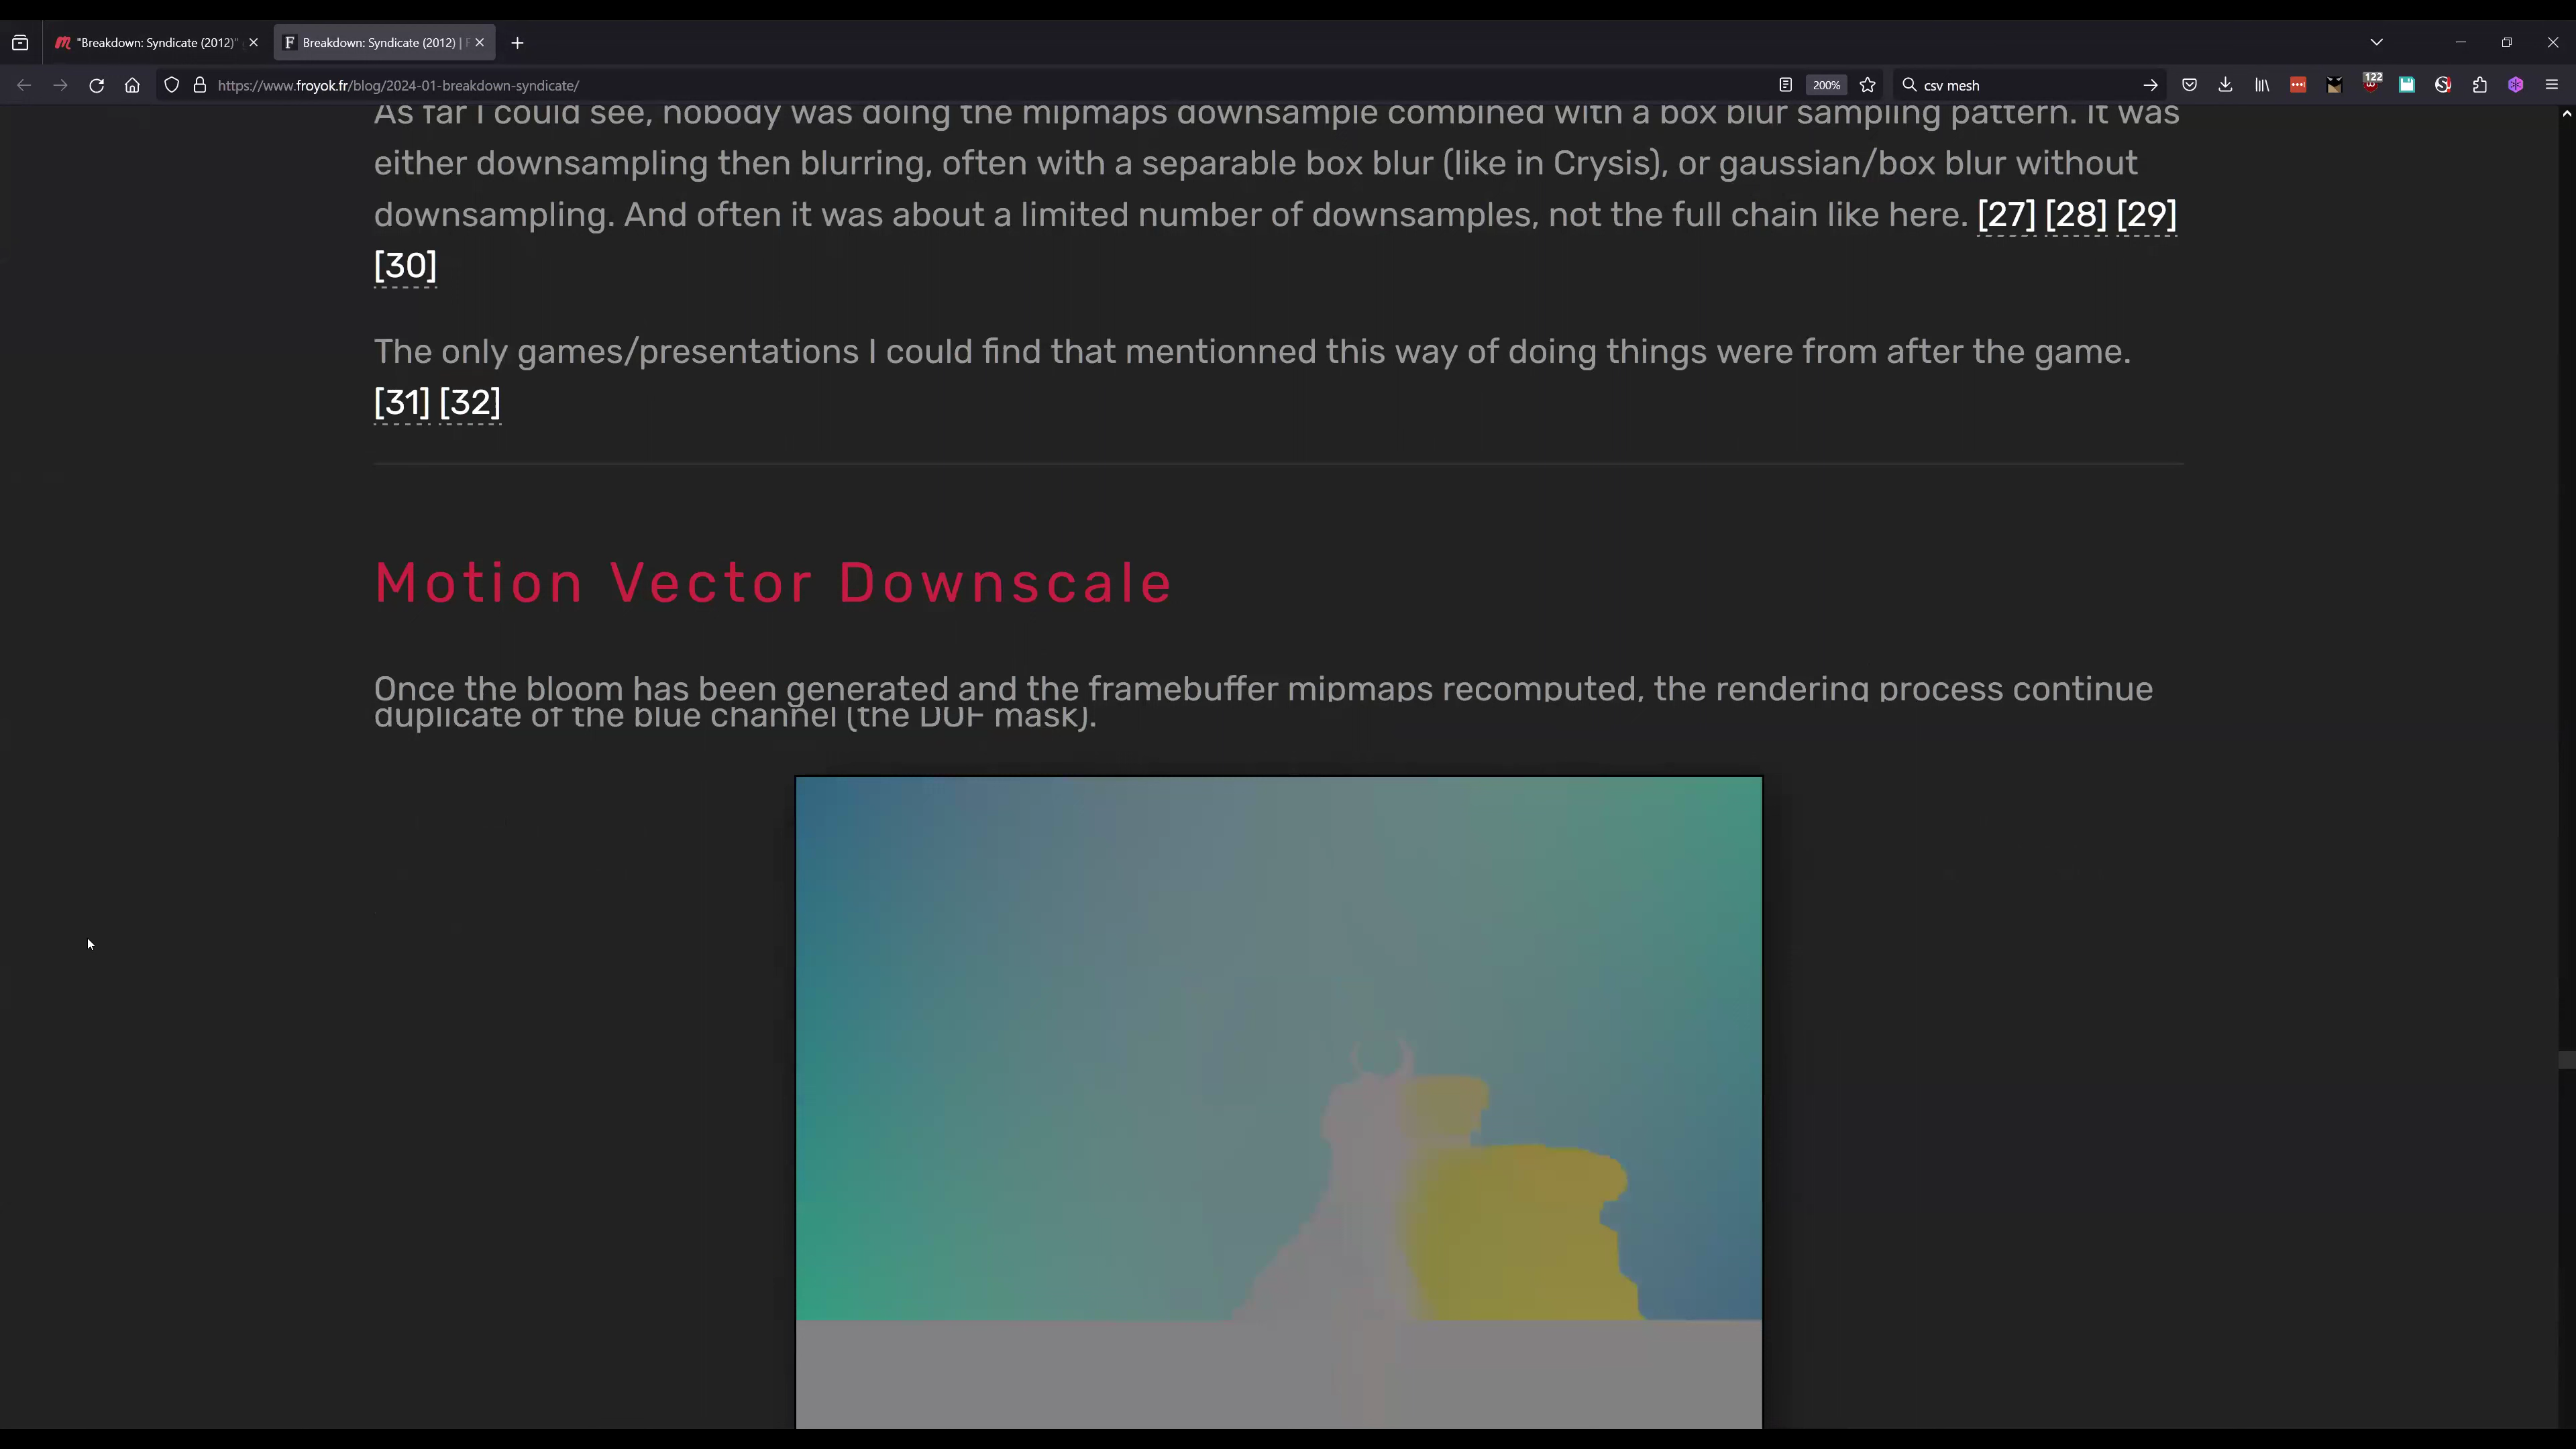 "Breakdown: Syndicate (2012)"
Breakdown: Syndicate (2012) |
https://www.froyok.fr/blog/2024-01-breakdown-syndicate/
200%
csv mesh
122
As far I could see, nobody was doing the mipmaps downsample combined with a box blur sampling pattern. It was
either downsampling then blurring, often with a separable box blur (like in Crysis), or gaussian/box blur without
downsampling. And often it was about a limited number of downsamples, not the full chain like here. [27] [28] [29]
[30]
The only games/presentations I could find that mentionned this way of doing things were from after the game.
[31] [32]
Motion Vector Downscale
Once the bloom has been generated and the framebuffer mipmaps recomputed, the rendering process continue
duplicate of the blue channel (the DOF mask).